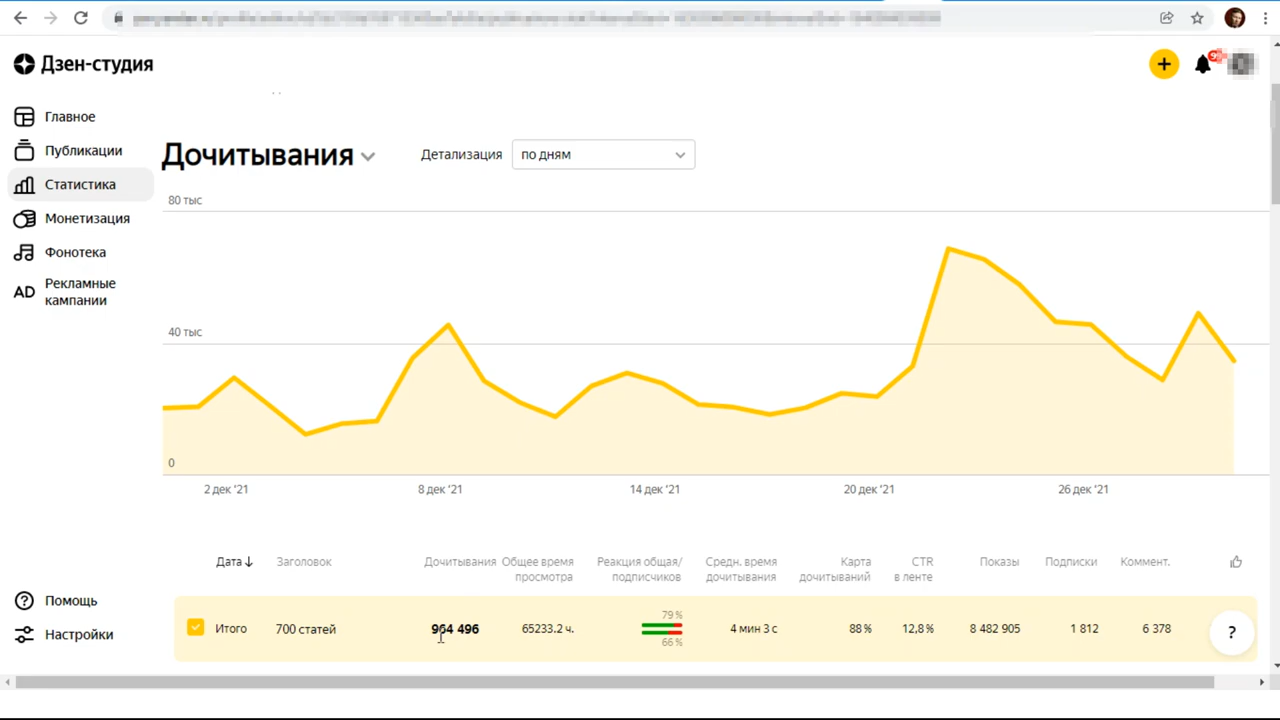 Дзен-студия
Главное
Публикации
Статистика
Монетизация
Фонотека
AD Рекламные
кампании
Помощь
Настройки
Дочитывания
Детализация по дням
80 тыс
40 тыс
0
2 дек '21 8 дек '21 14 дек '21 20 дек '21 26 дек '21
Дата↓ Заголовок Дочитывания Общее время просмотра Реакция общая/подписчиков Средн. время дочитывания Карта дочитываний CTR в ленте Показы Подписки Коммент.
79 %
Итого 700 статей 964 496 65233.2 ч. 4 мин 3 с 88 % 12,8 % 8 482 905 1 812 6 378 ?
66 %